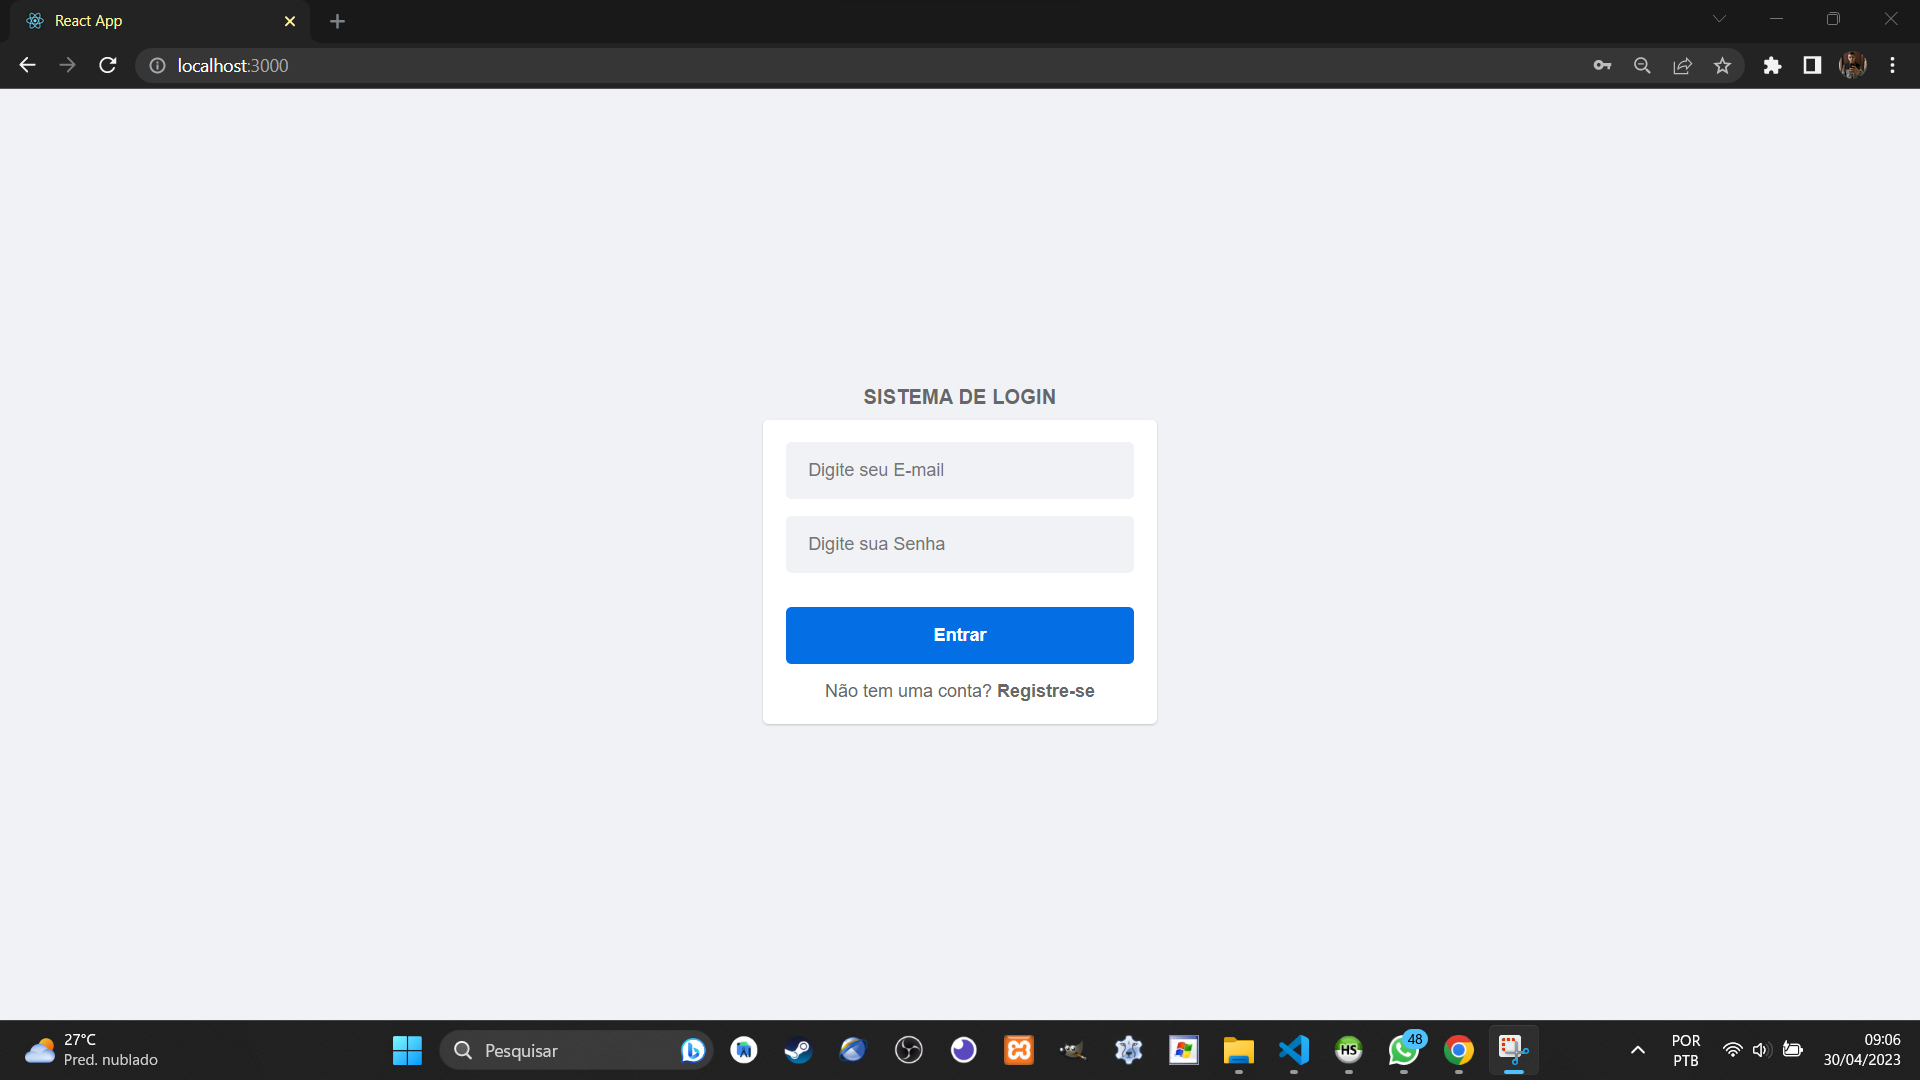 React App
localhost:3000
SISTEMA DE LOGIN
Digite seu E-mail
Digite sua Senha
Entrar
Não tem uma conta? Registre-se
27°C
Pred. nublado
Pesquisar
HS
48
POR
PTB
09:06
30/04/2023